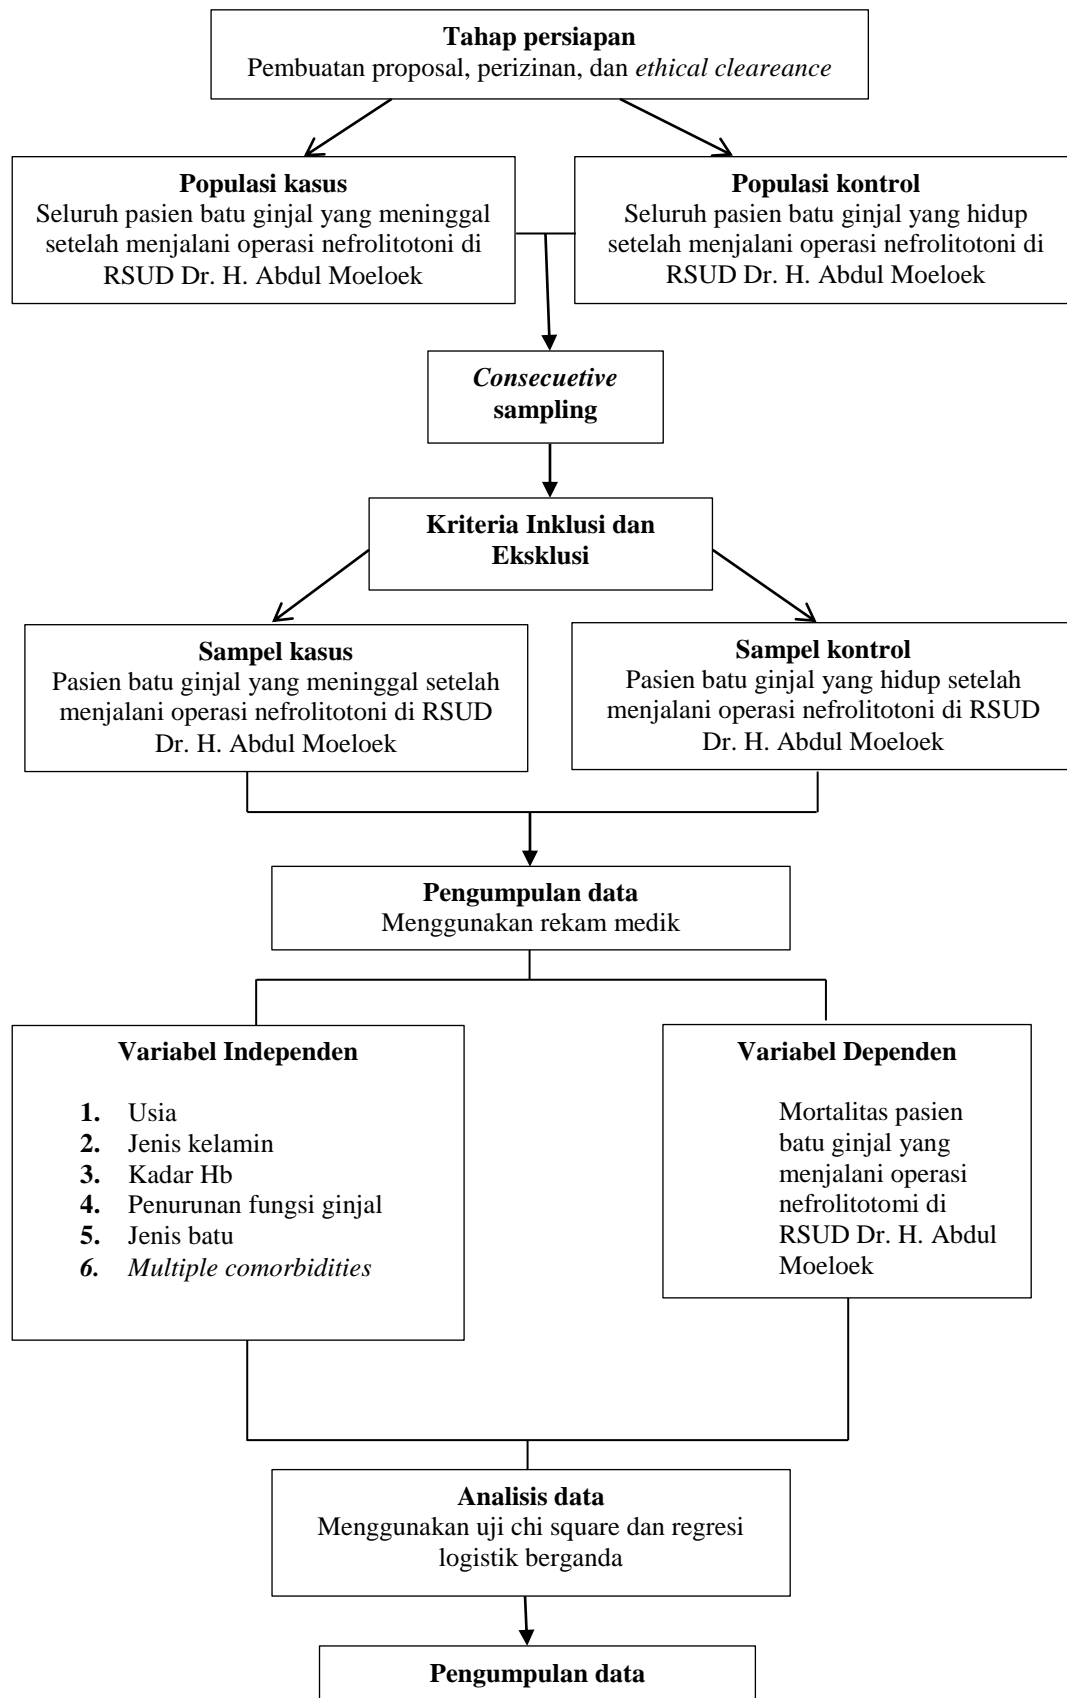 Tahap persiapan
Pembuatan proposal, perizinan, dan ethical cleareance
Populasi kasus
Seluruh pasien batu ginjal yang meninggal
setelah menjalani operasi nefrolitotoni di
RSUD Dr. H. Abdul Moeloek
Populasi kontrol
Seluruh pasien batu ginjal yang hidup
setelah menjalani operasi nefrolitotoni di
RSUD Dr. H. Abdul Moeloek
Consecuetive
sampling
Kriteria Inklusi dan
Eksklusi
Sampel kasus
Pasien batu ginjal yang meninggal setelah
menjalani operasi nefrolitotoni di RSUD
Dr. H. Abdul Moeloek
Sampel kontrol
Pasien batu ginjal yang hidup setelah
menjalani operasi nefrolitotoni di RSUD
Dr. H. Abdul Moeloek
Pengumpulan data
Menggunakan rekam medik
Variabel Independen
1. Usia
2. Jenis kelamin
3. Kadar Hb
4. Penurunan fungsi ginjal
5. Jenis batu
6. Multiple comorbidities
Variabel Dependen
Mortalitas pasien
batu ginjal yang
menjalani operasi
nefrolitotomi di
RSUD Dr. H. Abdul
Moeloek
Analisis data
Menggunakan uji chi square dan regresi
logistik berganda
Pengumpulan data